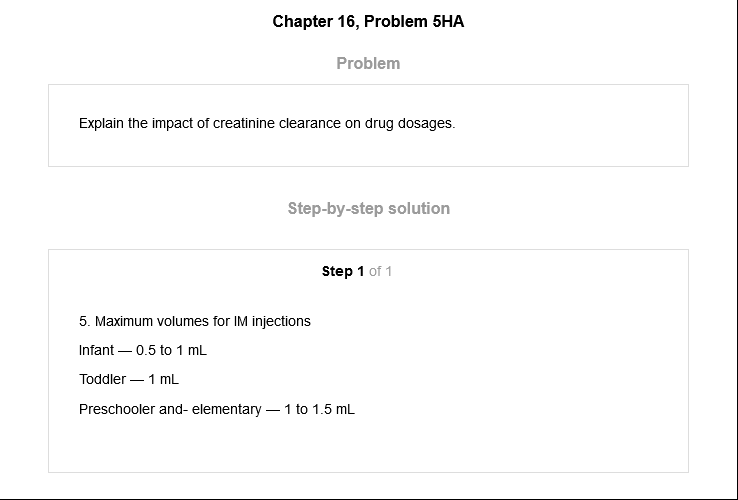 Chapter 16, Problem 5HA
Problem
Explain the impact of creatinine clearance on drug dosages.
Step-by-step solution
Step 1 of 1
5. Maximum volumes for IM injections
Infant — 0.5 to 1 mL
Toddler — 1 mL
Preschooler and- elementary — 1 to 1.5 mL